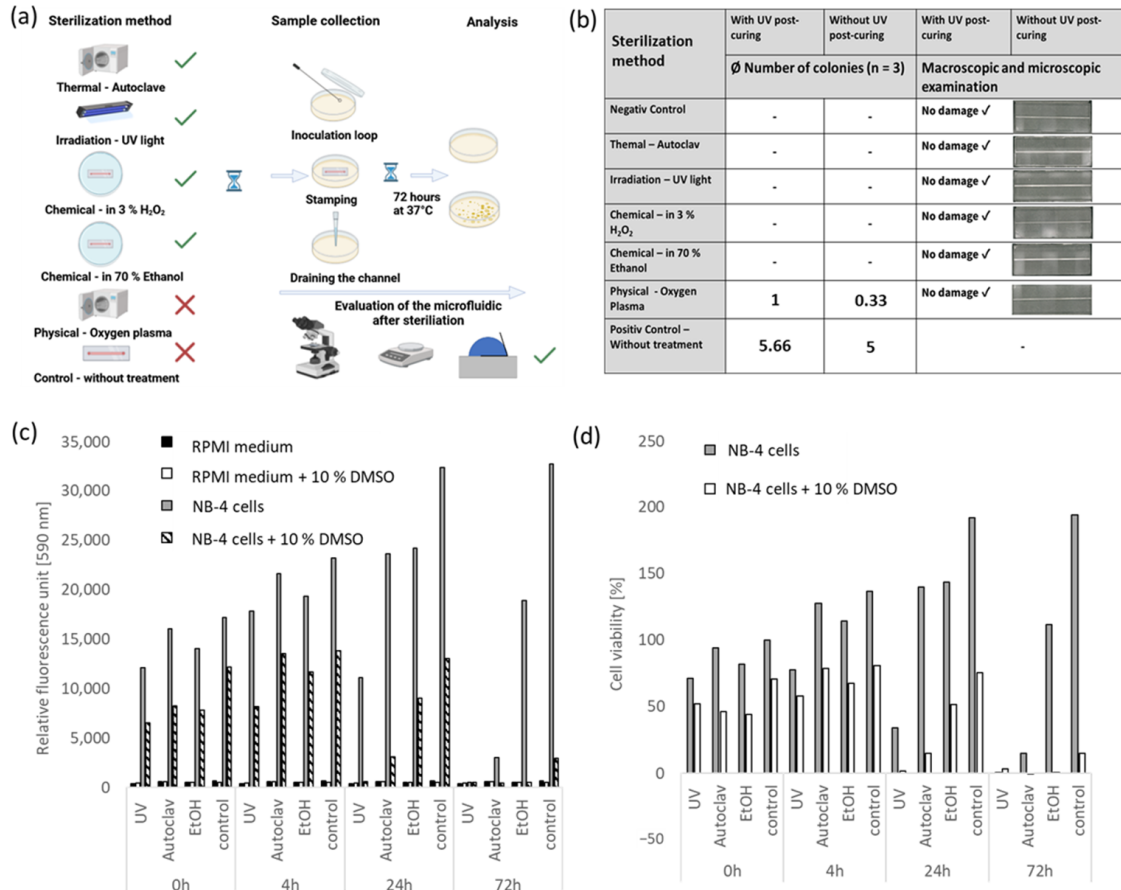 (a)
Sterilization method
Sample collection
Analysis
Thermal - Autoclave
Irradiation - UV light
Chemical - in 3 % H₂O₂
Chemical - in 70 % Ethanol
Physical - Oxygen plasma
Control - without treatment
Inoculation loop
Stamping
72 hours
at 37°C
Draining the channel
Evaluation of the microfluidic
after steriliation
(b)
Sterilization
method
With UV post-
curing
Without UV
post-curing
With UV post-
curing
Without UV post-
curing
Ø Number of colonies (n = 3)
Macroscopic and microscopic
examination
Negativ Control
-
-
No damage ✓
Themal – Autoclav
-
-
No damage ✓
Irradiation – UV light
-
-
No damage ✓
Chemical – in 3 %
H₂O₂
-
-
No damage ✓
Chemical – in 70 %
Ethanol
-
-
No damage ✓
Physical - Oxygen
Plasma
1
0.33
No damage ✓
Positiv Control –
Without treatment
5.66
5
-
(c)
Relative fluorescence unit [590 nm]
35,000
30,000
25,000
20,000
15,000
10,000
5,000
0
RPMI medium
RPMI medium + 10 % DMSO
NB-4 cells
NB-4 cells + 10 % DMSO
UV
Autoclav
EtOH
control
UV
Autoclav
EtOH
control
UV
Autoclav
EtOH
control
UV
Autoclav
EtOH
control
0h
4h
24h
72h
(d)
Cell viability [%]
250
200
150
100
50
0
−50
NB-4 cells
NB-4 cells + 10 % DMSO
UV
Autoclav
EtOH
control
UV
Autoclav
EtOH
control
UV
Autoclav
EtOH
control
UV
Autoclav
EtOH
control
0h
4h
24h
72h